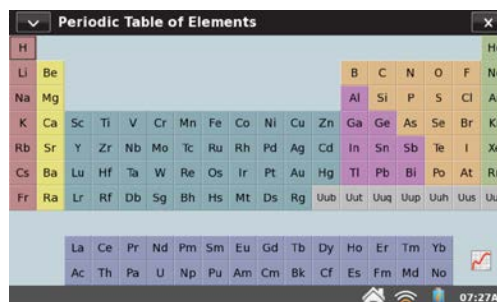 Periodic Table of Elements
H He
Li Be B C N O F
Na Mg Al Si P S Cl
K Ca Sc Ti V Cr Mn Fe Co Ni Cu Zn Ga Ge As Se Br
Rb Sr Y Zr Nb Mo Tc Ru Rh Pd Ag Cd In Sn Sb Te I
Cs Ba Lu Hf Ta W Re Os Ir Pt Au Hg Tl Pb Bi Po At
Fr Ra Lr Rf Db Sg Bh Hs Mt Ds Rg Uub Uut Uuq Uup Uuh Uus
La Ce Pr Nd Pm Sm Eu Gd Tb Dy Ho Er Tm Yb
Ac Th Pa U Np Pu Am Cm Bk Cf Es Fm Md No
07:27